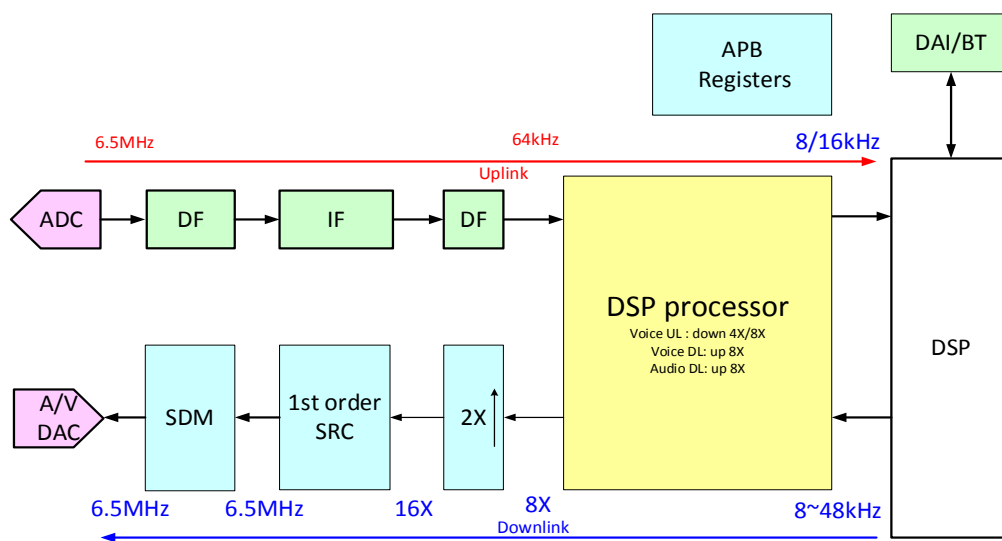 APB
Registers
DAI/BT
6.5MHz
64kHz
8/16kHz
Uplink
ADC
DF
IF
DF
DSP processor
Voice UL : down 4X/8X
Voice DL: up 8X
Audio DL: up 8X
DSP
A/V
DAC
SDM
1st order
SRC
2X
6.5MHz
6.5MHz
16X
8X
8~48kHz
Downlink